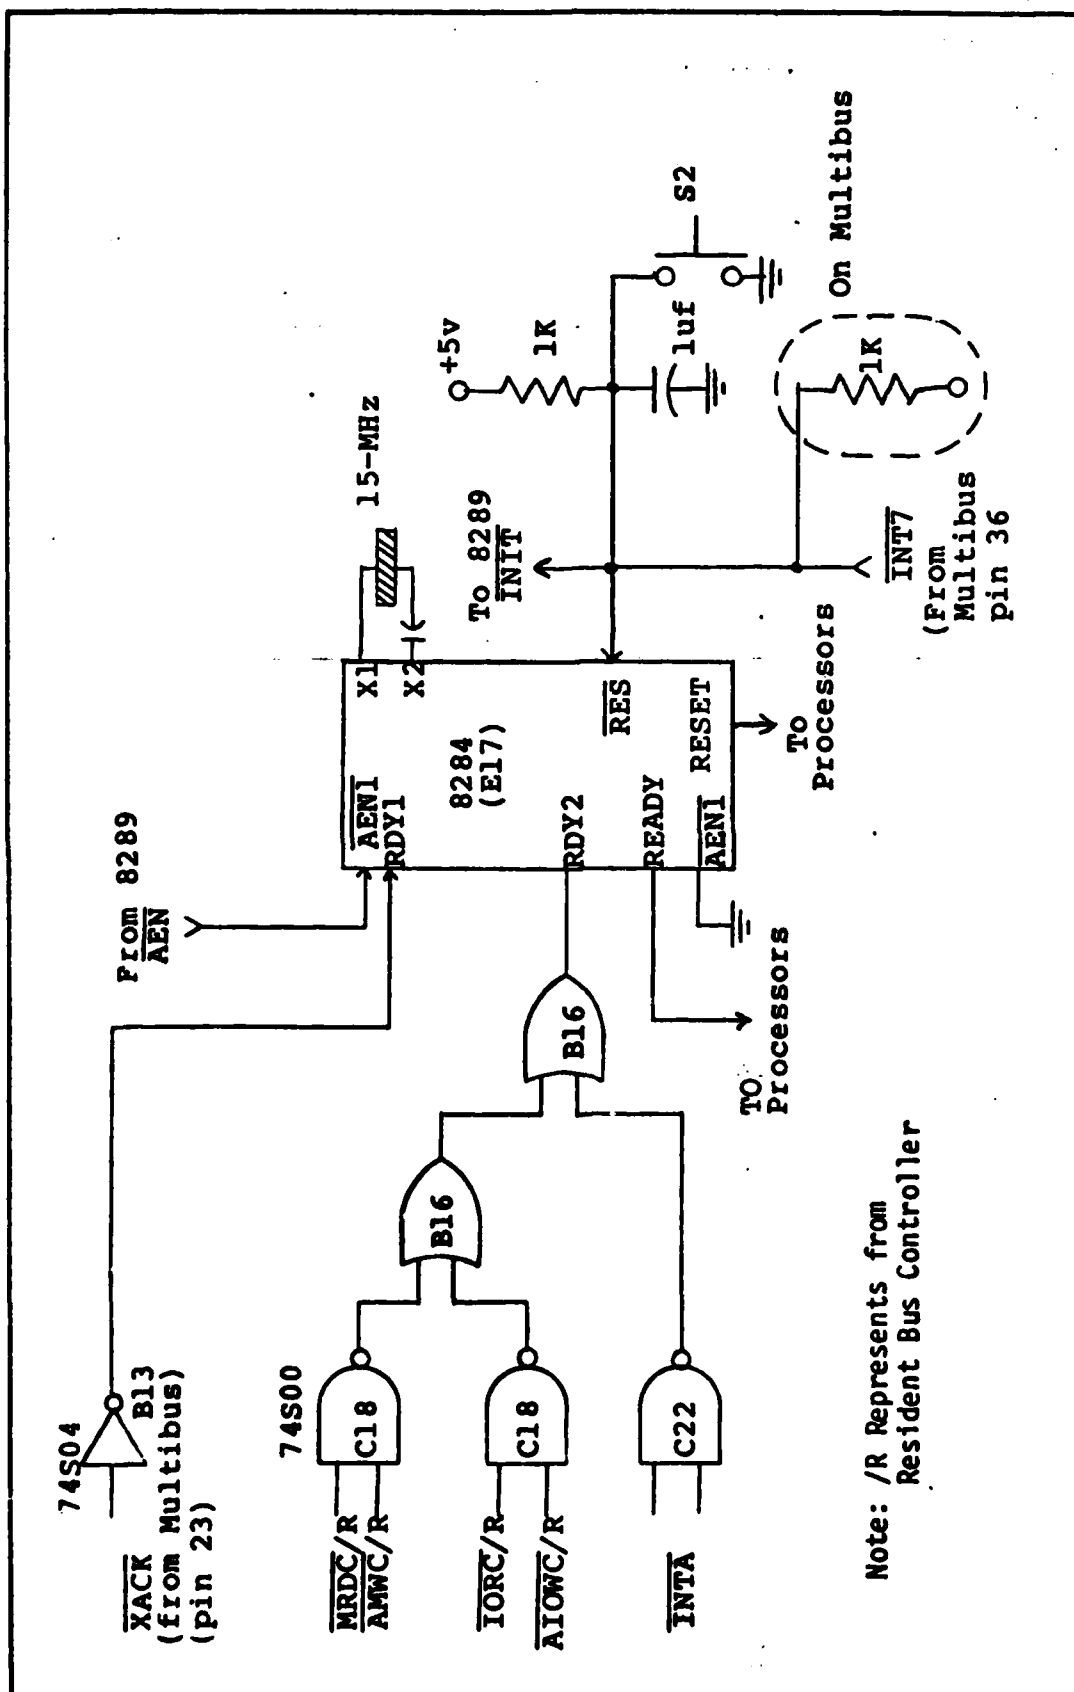 74S04
B13
XACK
(from Multibus)
(pin 23)
From 8289
AEN
AEN1
RDY1
X1
X2
15-MHz
8284
(E17)
To 8289
INIT
+5v
1K
1uf
S2
74S00
MRDC/R
AMWC/R
C18
B16
IORC/R
AIOWC/R
C18
B16
RDY2
RES
READY
INTA
C22
AEN1
RESET
TO
Processors
To
Processors
INT7
(From
Multibus
pin 36
1K
On Multibus
Note: /R Represents from
Resident Bus Controller